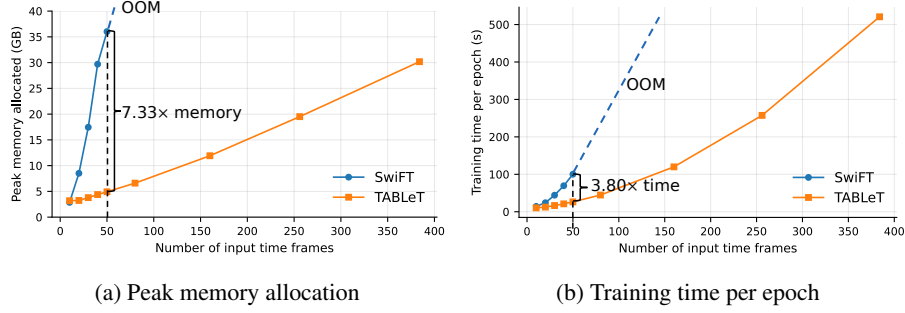 40
35
30
25
20
15
10
5
0
Peak memory allocated (GB)
OOM
7.33× memory
SwiFT
TABLeT
0 50 100 150 200 250 300 350 400
Number of input time frames
(a) Peak memory allocation
500
400
300
200
100
0
Training time per epoch (s)
OOM
3.80× time
SwiFT
TABLeT
0 50 100 150 200 250 300 350 400
Number of input time frames
(b) Training time per epoch